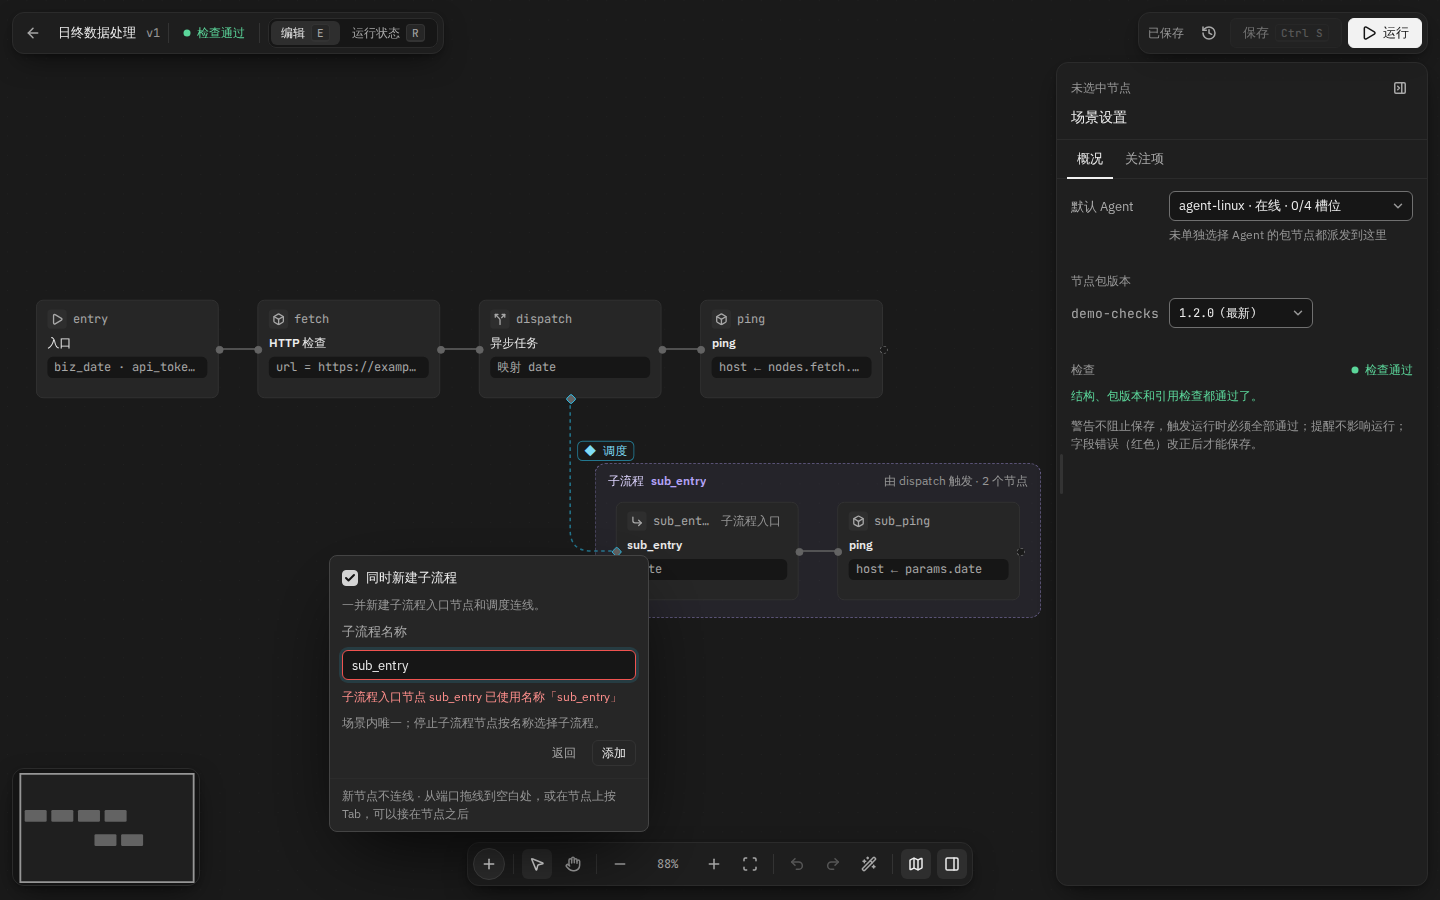 日终数据处理 v1 检查通过 编辑 E 运行状态 R
已保存 保存 Ctrl S 运行
未选中节点
场景设置
概况 关注项
默认 Agent agent-linux · 在线 · 0/4 槽位
未单独选择 Agent 的包节点都派发到这里
节点包版本
demo-checks 1.2.0 (最新)
检查 检查通过
结构、包版本和引用检查都通过了。
警告不阻止保存，触发运行时必须全部通过；提醒不影响运行；
字段错误（红色）改正后才能保存。
entry
入口
biz_date · api_toke…
fetch
HTTP 检查
url = https://examp…
dispatch
异步任务
映射 date
ping
ping
host ← nodes.fetch.…
调度
子流程 sub_entry 由 dispatch 触发 · 2 个节点
sub_ent… 子流程入口
sub_entry
te
sub_ping
ping
host ← params.date
同时新建子流程
一并新建子流程入口节点和调度连线。
子流程名称
sub_entry
子流程入口节点 sub_entry 已使用名称「sub_entry」
场景内唯一；停止子流程节点按名称选择子流程。
返回 添加
新节点不连线 · 从端口拖线到空白处，或在节点上按
Tab，可以接在节点之后
88%